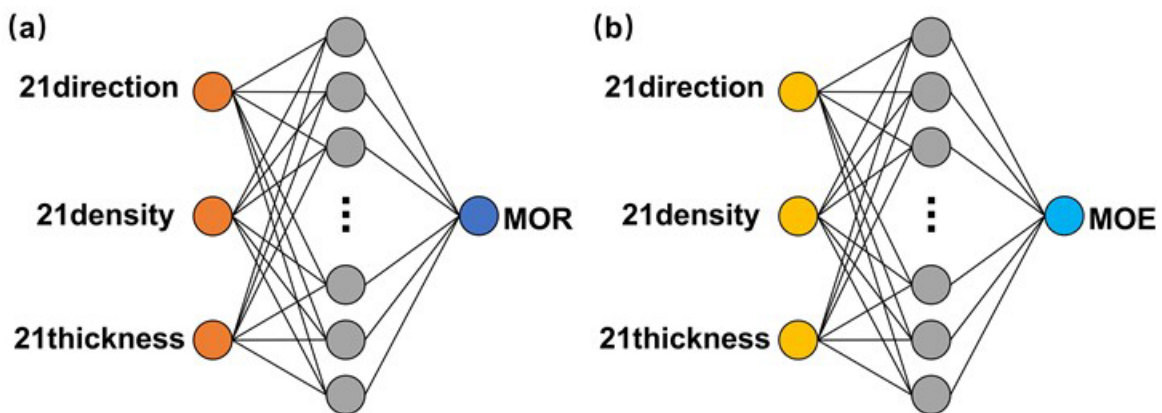 (a)
21direction
21density
21thickness
MOR
(b)
21direction
21density
21thickness
MOE